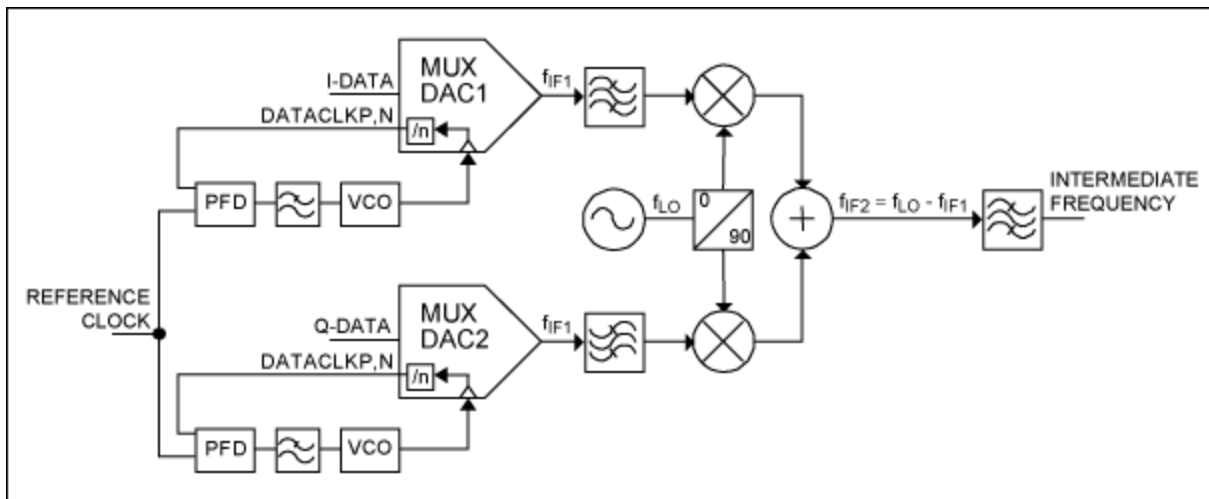 MUX
DAC1
I-DATA
DATACLKP,N
/n
fIF1
PFD
VCO
REFERENCE
CLOCK
fLO
0
90
+
fIF2 = fLO - fIF1
INTERMEDIATE
FREQUENCY
MUX
DAC2
Q-DATA
DATACLKP,N
/n
fIF1
PFD
VCO